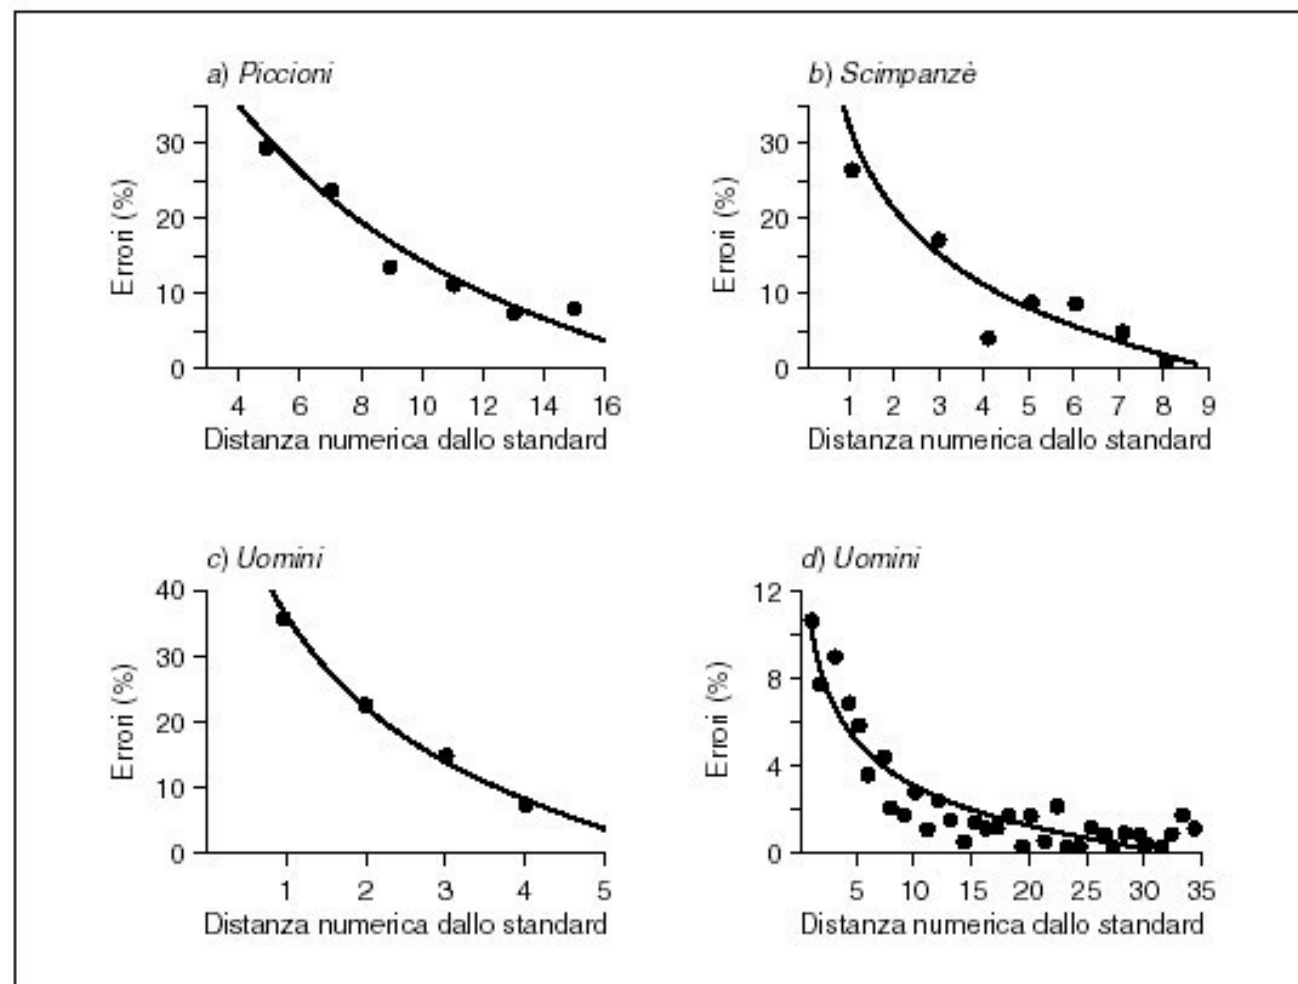 a) Piccioni
Errori (%)
30
20
10
0
4 6 8 10 12 14 16
Distanza numerica dallo standard
b) Scimpanzè
Errori (%)
30
20
10
0
1 2 3 4 5 6 7 8 9
Distanza numerica dallo standard
c) Uomini
Errori (%)
40
30
20
10
0
1 2 3 4 5
Distanza numerica dallo standard
d) Uomini
Errori (%)
12
8
4
0
5 10 15 20 25 30 35
Distanza numerica dallo standard